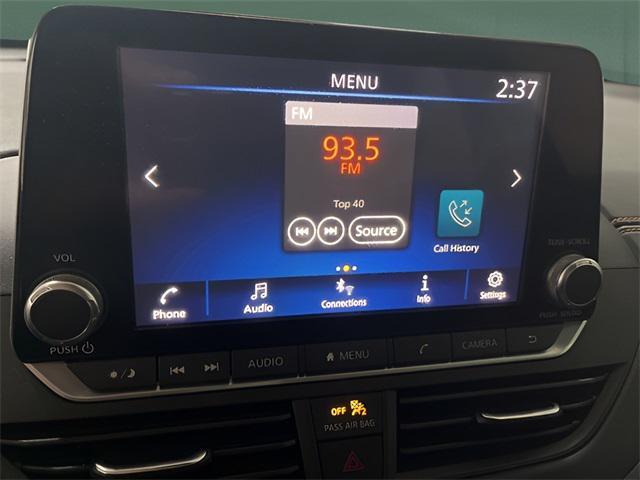 MENU
2:37
FM
93.5
FM
Top 40
Source
Call History
Phone
Audio
Connections
Info
Settings
VOL
PUSH
TUNE-SCROLL
PUSH SOUND
AUDIO
MENU
CAMERA
OFF 2
PASS AIR BAG